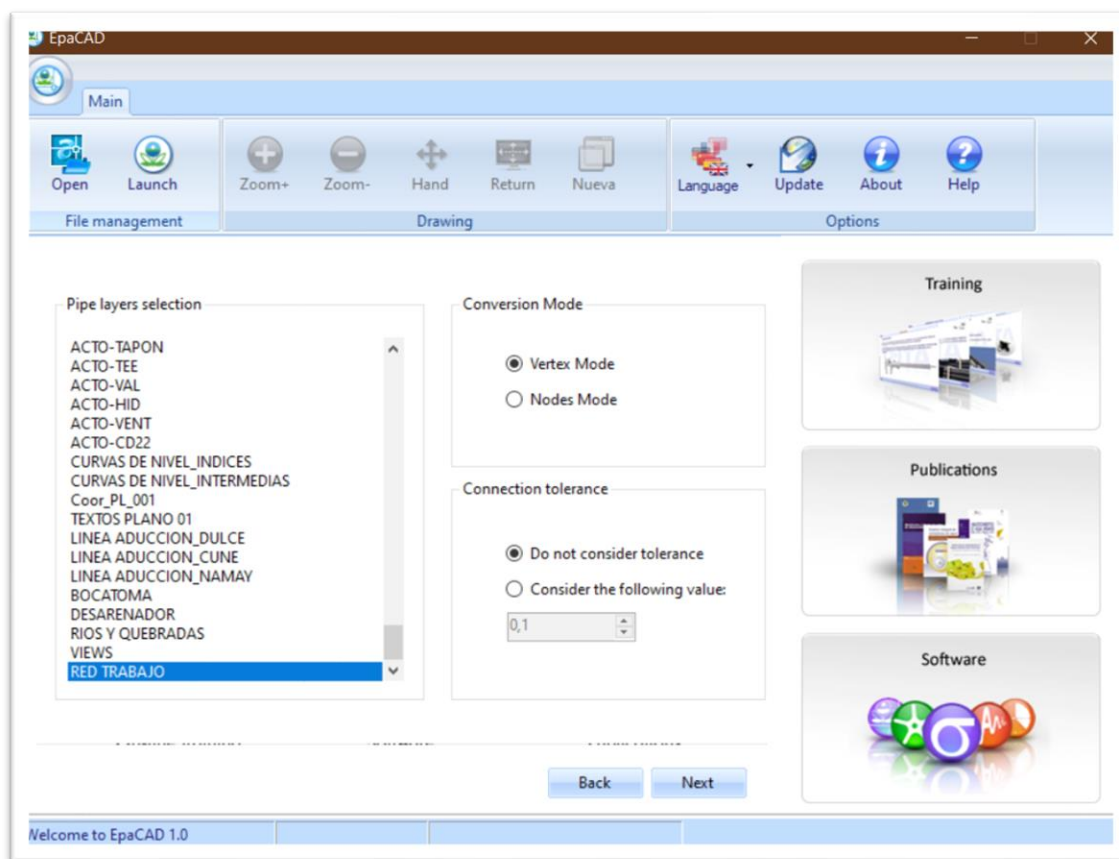 EpaCAD
Main
Open
Launch
Zoom+
Zoom-
Hand
Return
Nueva
Language
Update
About
Help
File management
Drawing
Options
Pipe layers selection
ACTO-TAPON
ACTO-TEE
ACTO-VAL
ACTO-HID
ACTO-VENT
ACTO-CD22
CURVAS DE NIVEL_INDICES
CURVAS DE NIVEL_INTERMEDIAS
Coor_PL_001
TEXTOS PLANO 01
LINEA ADUCCION_DULCE
LINEA ADUCCION_CUNE
LINEA ADUCCION_NAMAY
BOCATOMA
DESARENADOR
RIOS Y QUEBRADAS
VIEWS
RED TRABAJO
Conversion Mode
Vertex Mode
Nodes Mode
Connection tolerance
Do not consider tolerance
Consider the following value:
0,1
Training
Publications
Software
Back
Next
Welcome to EpaCAD 1.0